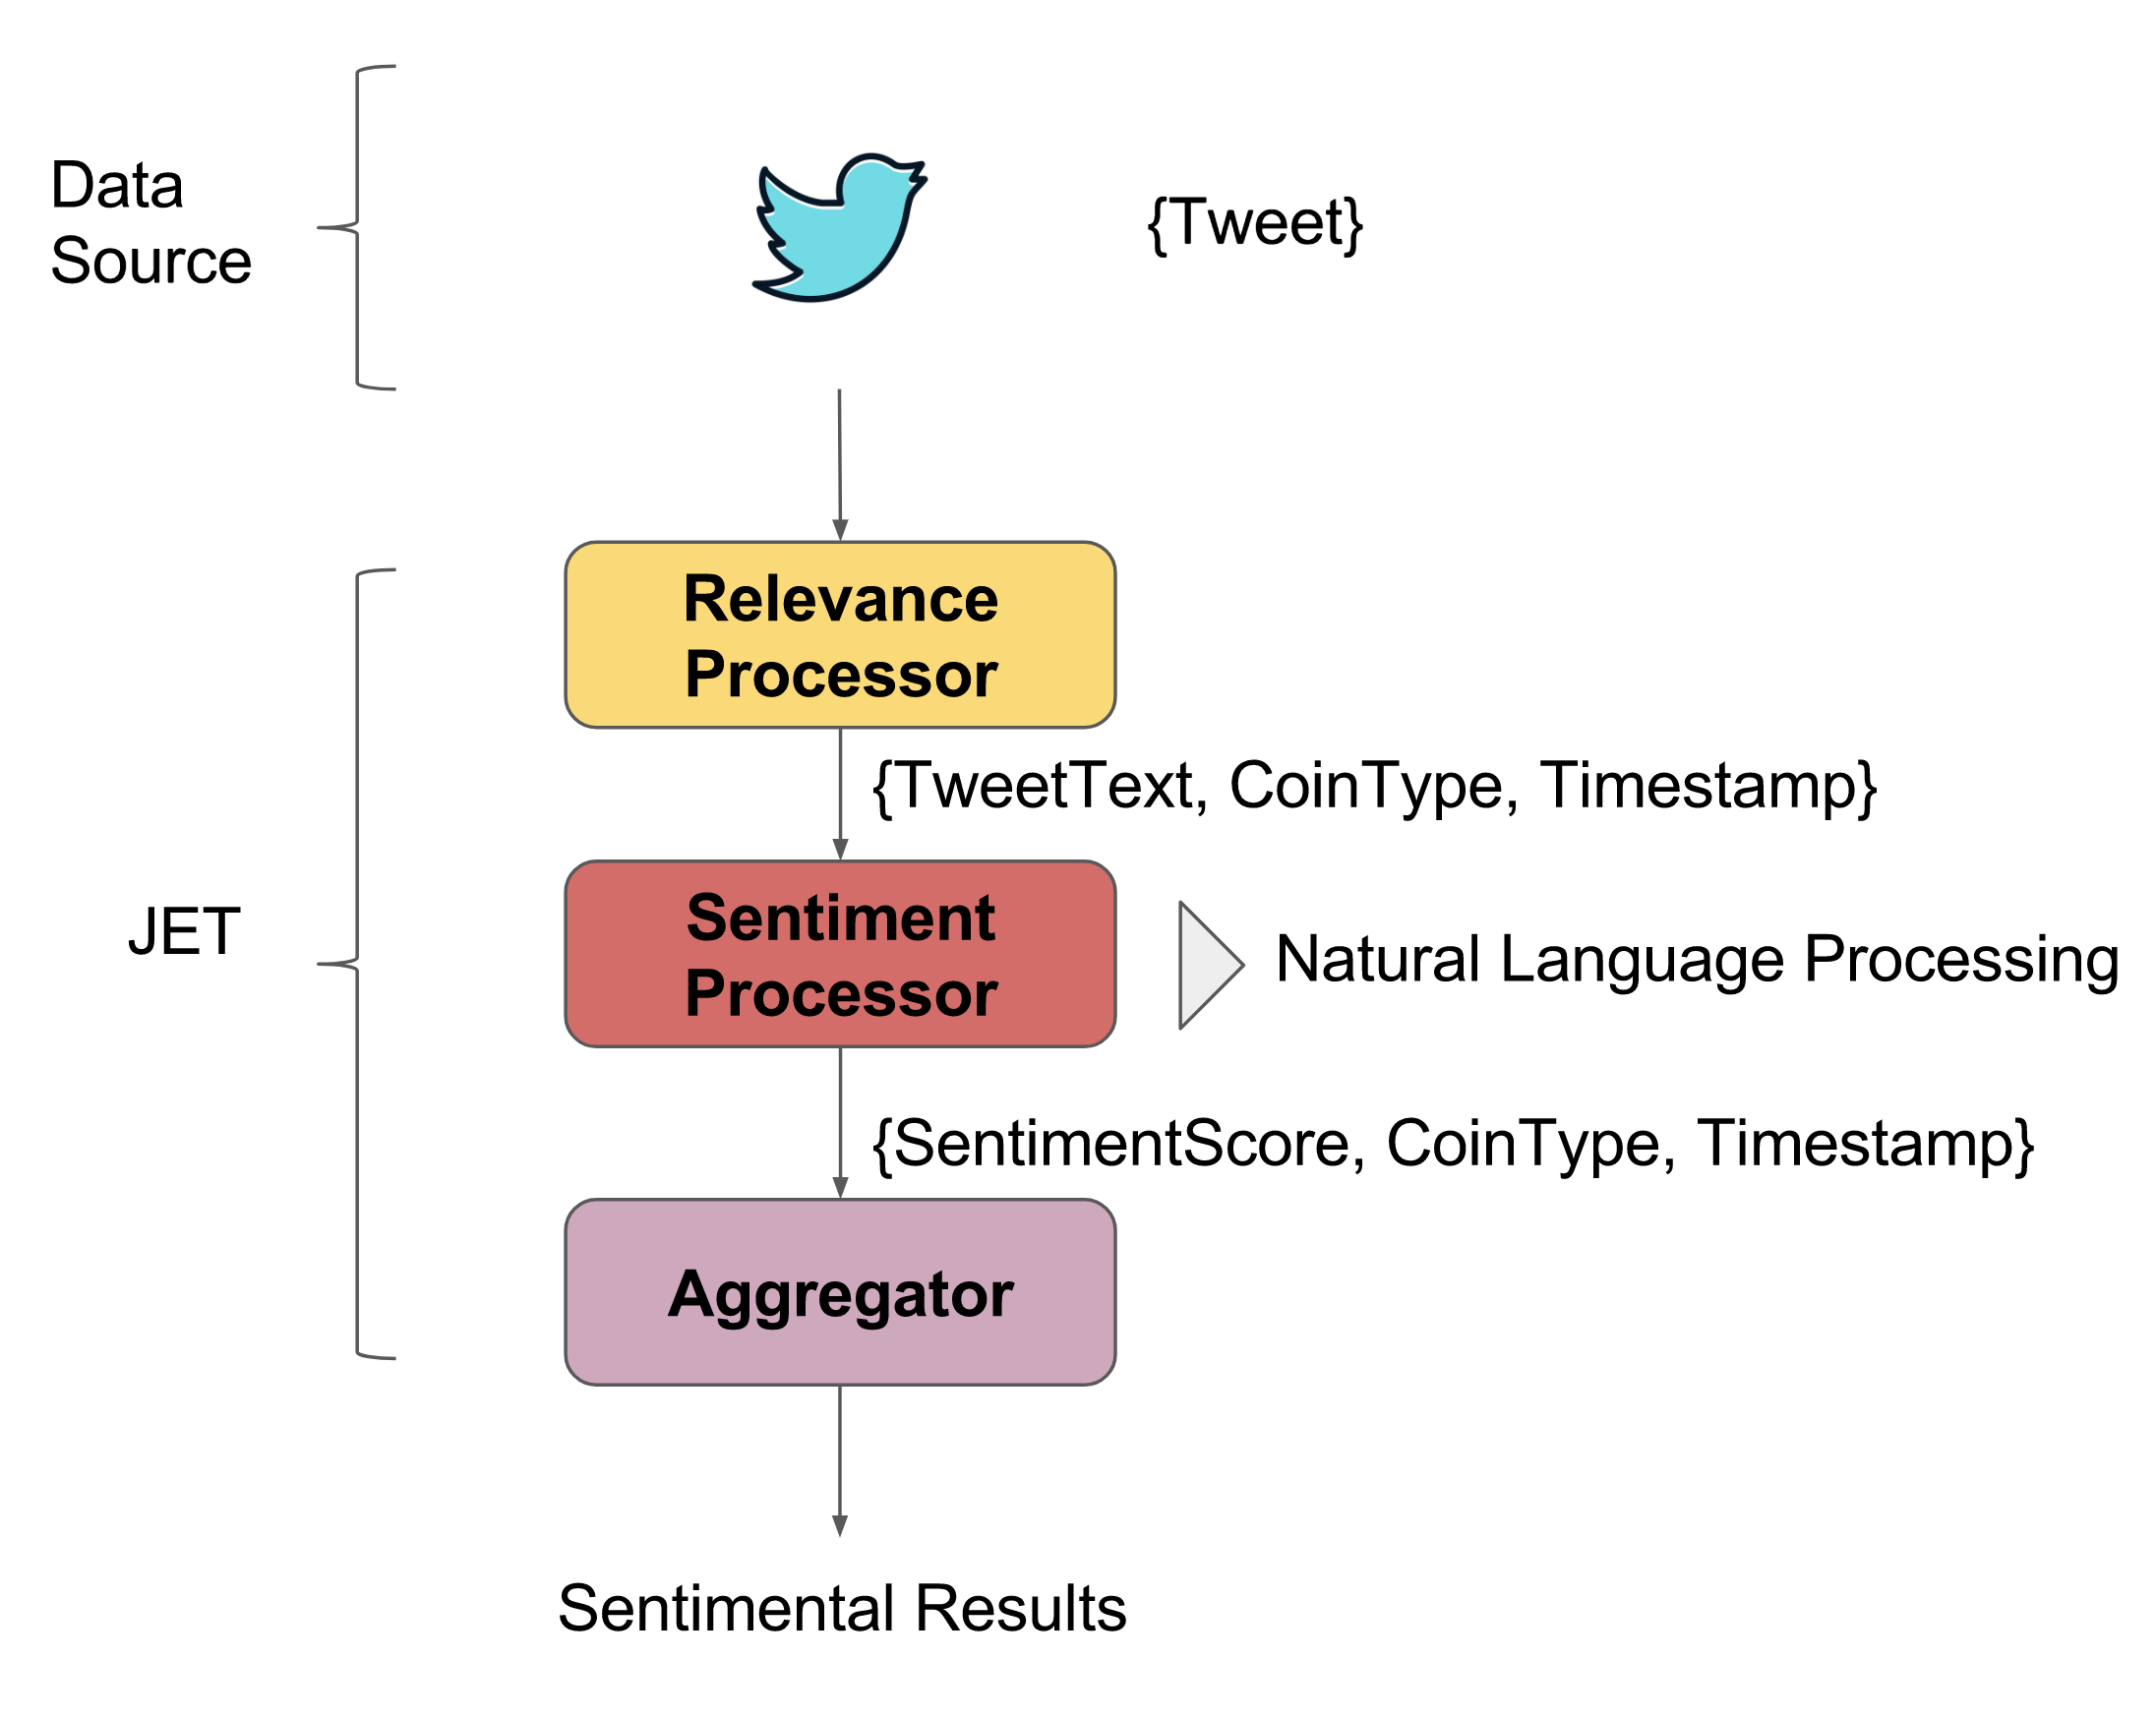 Data
Source
{Tweet}
Relevance
Processor
{TweetText, CoinType, Timestamp}
JET
Sentiment
Processor
Natural Language Processing
{SentimentScore, CoinType, Timestamp}
Aggregator
Sentimental Results